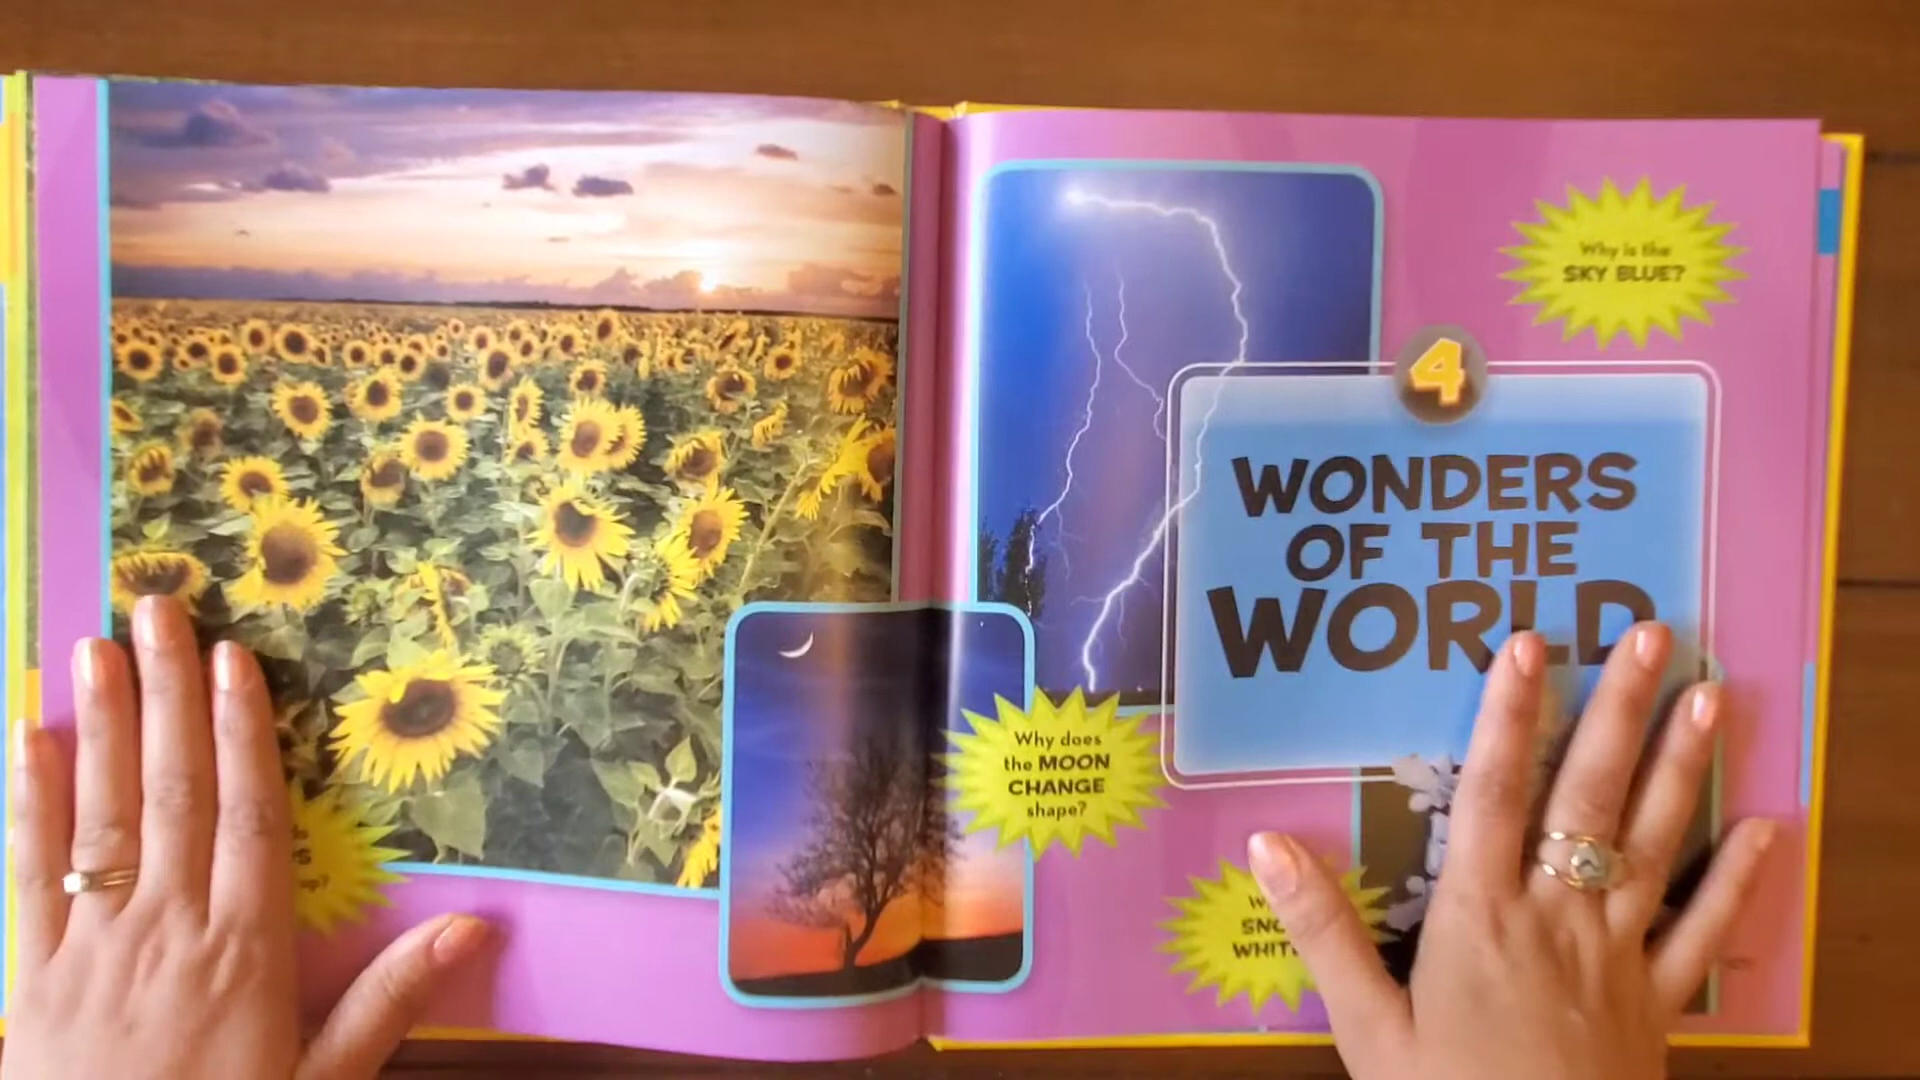 Why is the
SKY BLUE?
4
WONDERS
OF THE
WORLD
Why does
the MOON
CHANGE
shape?